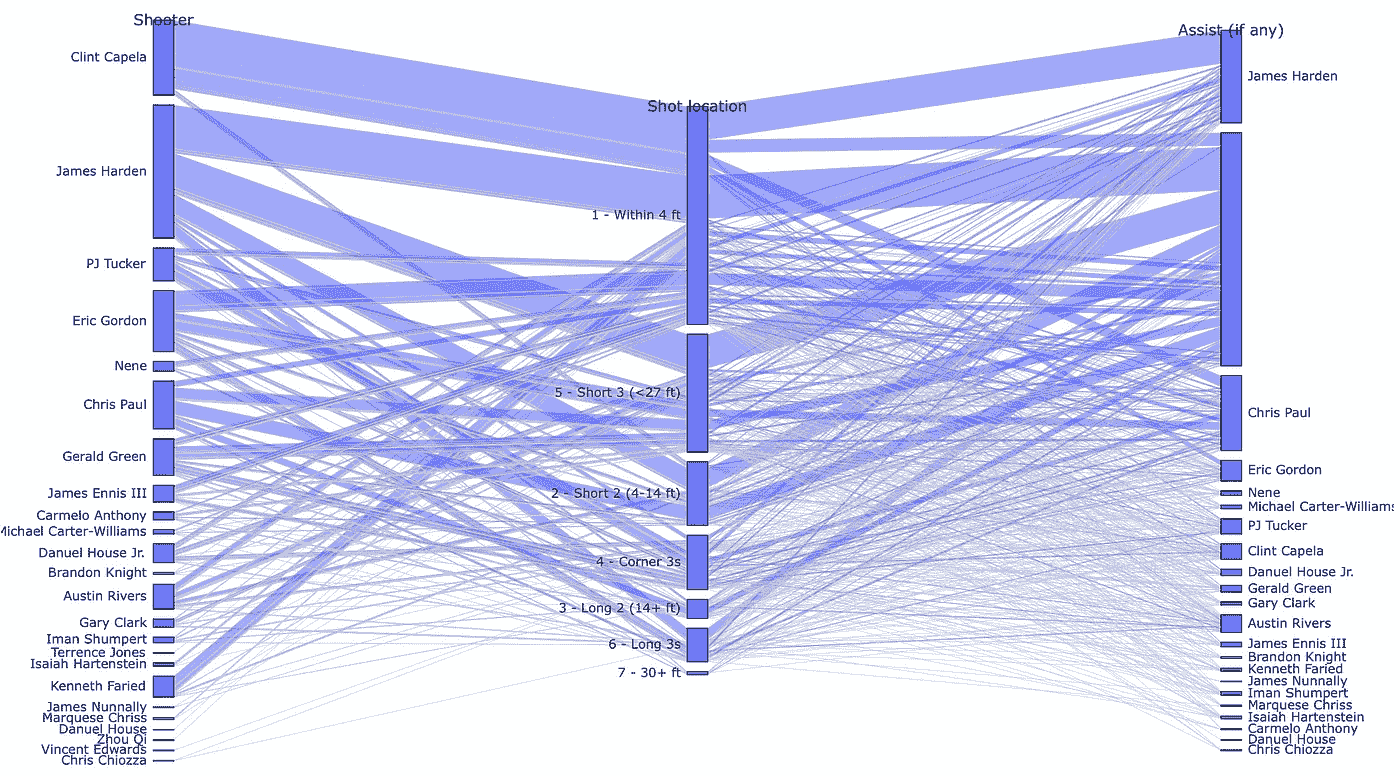 Shooter
Clint Capela
James Harden
PJ Tucker
Eric Gordon
Nene
Chris Paul
Gerald Green
James Ennis III
Carmelo Anthony
Michael Carter-Williams
Danuel House Jr.
Brandon Knight
Austin Rivers
Gary Clark
Iman Shumpert
Terrence Jones
Isaiah Hartenstein
Kenneth Faried
James Nunnally
Marquese Chriss
Danuel House
Zhou Qi
Vincent Edwards
Chris Chiozza
Shot location
1 - Within 4 ft
5 - Short 3 (<27 ft)
2 - Short 2 (4-14 ft)
4 - Corner 3s
3 - Long 2 (14+ ft)
6 - Long 3s
7 - 30+ ft
Assist (if any)
James Harden
Chris Paul
Eric Gordon
Nene
Michael Carter-Williams
PJ Tucker
Clint Capela
Danuel House Jr.
Gerald Green
Gary Clark
Austin Rivers
James Ennis III
Brandon Knight
Kenneth Faried
James Nunnally
Iman Shumpert
Marquese Chriss
Isaiah Hartenstein
Carmelo Anthony
Danuel House
Chris Chiozza